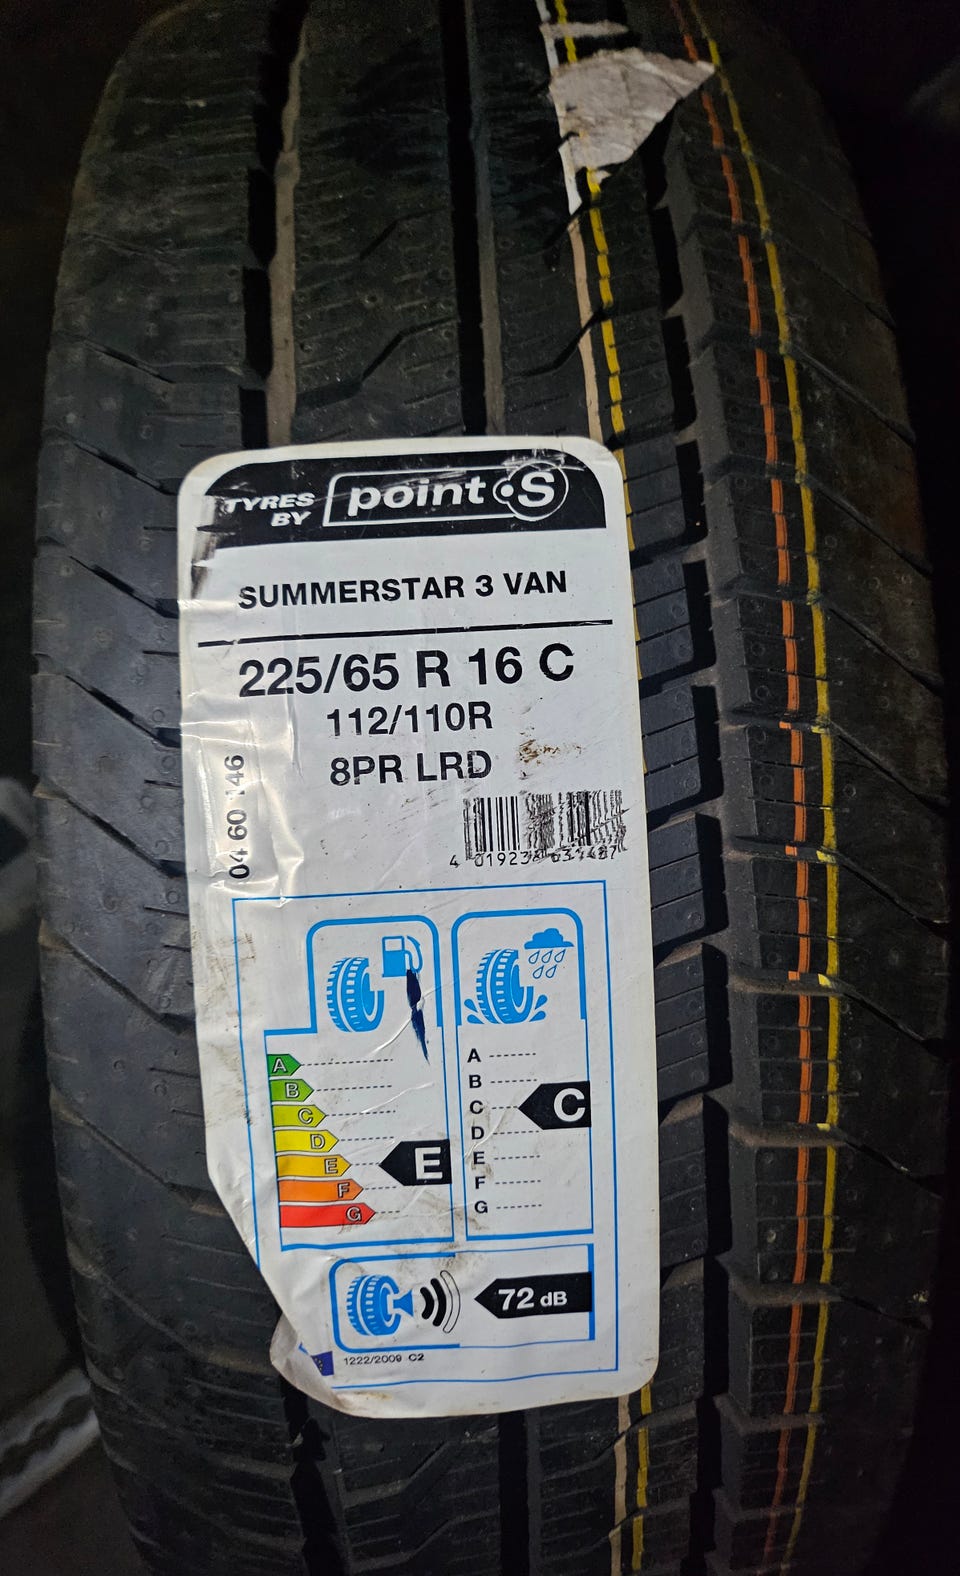 TYRES BY
point S
SUMMERSTAR 3 VAN
225/65 R 16 C
112/110R
8PR LRD
04 60 146
A
B
C
D
E
F
G
E
A
B
C
D
E
F
G
C
72 dB
1222/2009 C2